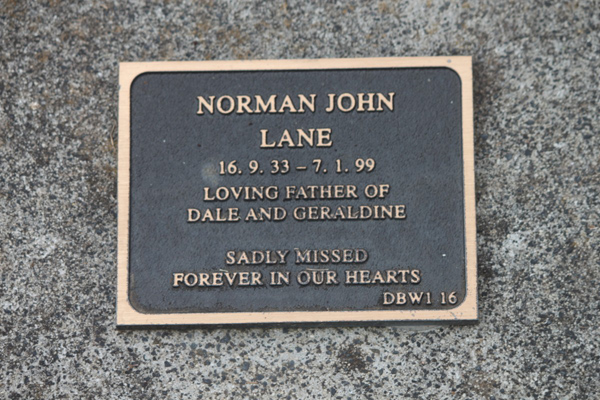 NORMAN JOHN
LANE
16. 9. 33 – 7. 1. 99
LOVING FATHER OF
DALE AND GERALDINE
SADLY MISSED
FOREVER IN OUR HEARTS
DBW1 16